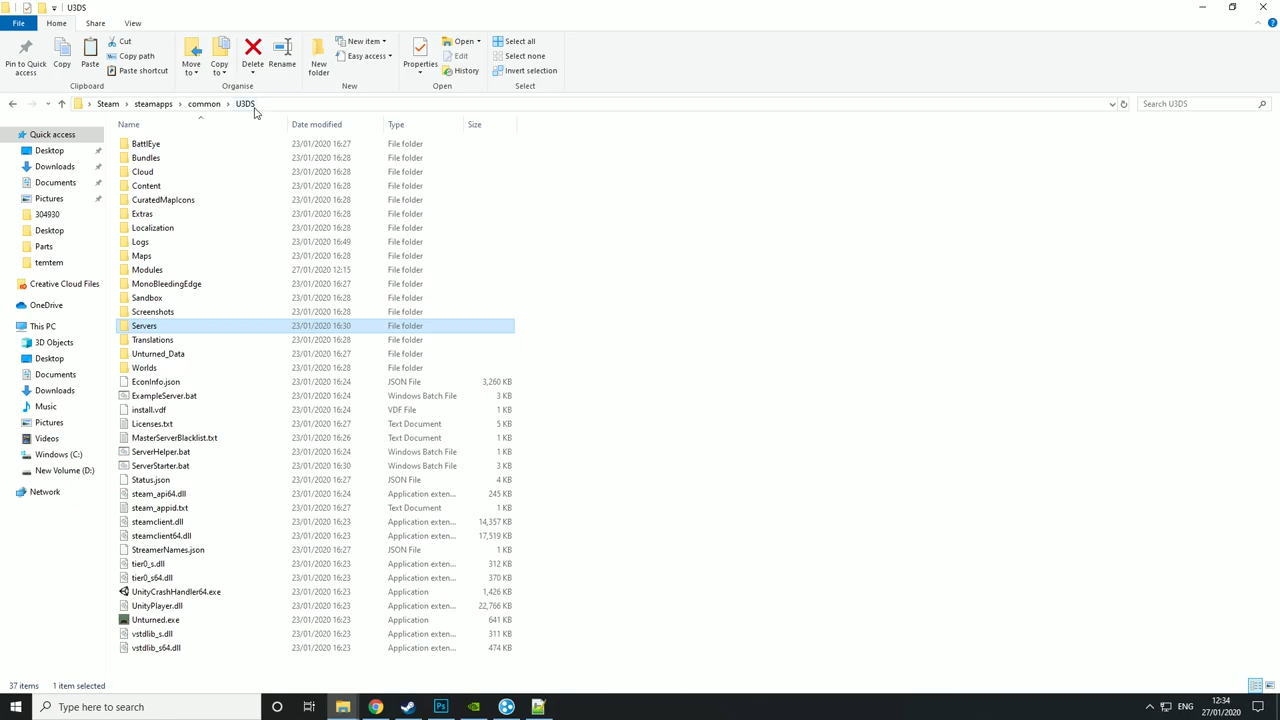 U3DS
File Home Share View
Pin to Quick access
Copy
Paste
Cut
Copy path
Paste shortcut
Clipboard
Move to
Copy to
Delete
Rename
Organise
New folder
New item
Easy access
New
Properties
Open
Edit
History
Open
Select all
Select none
Invert selection
Select
Steam > steamapps > common > U3DS
Search U3DS
Quick access
Desktop
Downloads
Documents
Pictures
304930
Desktop
Parts
temtem
Creative Cloud Files
OneDrive
This PC
3D Objects
Desktop
Documents
Downloads
Music
Pictures
Videos
Windows (C:)
New Volume (D:)
Network
Name Date modified Type Size
BattlEye 23/01/2020 16:27 File folder
Bundles 23/01/2020 16:28 File folder
Cloud 23/01/2020 16:28 File folder
Content 23/01/2020 16:28 File folder
CuratedMapIcons 23/01/2020 16:28 File folder
Extras 23/01/2020 16:28 File folder
Localization 23/01/2020 16:28 File folder
Logs 23/01/2020 16:49 File folder
Maps 23/01/2020 16:28 File folder
Modules 27/01/2020 12:15 File folder
MonoBleedingEdge 23/01/2020 16:27 File folder
Sandbox 23/01/2020 16:28 File folder
Screenshots 23/01/2020 16:28 File folder
Servers 23/01/2020 16:30 File folder
Translations 23/01/2020 16:28 File folder
Unturned_Data 23/01/2020 16:27 File folder
Worlds 23/01/2020 16:28 File folder
EconInfo.json 23/01/2020 16:24 JSON File 3,260 KB
ExampleServer.bat 23/01/2020 16:24 Windows Batch File 3 KB
install.vdf 23/01/2020 16:24 VDF File 1 KB
Licenses.txt 23/01/2020 16:27 Text Document 5 KB
MasterServerBlacklist.txt 23/01/2020 16:26 Text Document 1 KB
ServerHelper.bat 23/01/2020 16:24 Windows Batch File 1 KB
ServerStarter.bat 23/01/2020 16:30 Windows Batch File 3 KB
Status.json 23/01/2020 16:27 JSON File 4 KB
steam_api64.dll 23/01/2020 16:24 Application exten... 245 KB
steam_appid.txt 23/01/2020 16:27 Text Document 1 KB
steamclient.dll 23/01/2020 16:23 Application exten... 14,357 KB
steamclient64.dll 23/01/2020 16:23 Application exten... 17,519 KB
StreamerNames.json 23/01/2020 16:27 JSON File 1 KB
tier0_s.dll 23/01/2020 16:23 Application exten... 312 KB
tier0_s64.dll 23/01/2020 16:23 Application exten... 370 KB
UnityCrashHandler64.exe 23/01/2020 16:23 Application 1,426 KB
UnityPlayer.dll 23/01/2020 16:23 Application exten... 22,766 KB
Unturned.exe 23/01/2020 16:23 Application 641 KB
vstdlib_s.dll 23/01/2020 16:23 Application exten... 311 KB
vstdlib_s64.dll 23/01/2020 16:23 Application exten... 474 KB
37 items 1 item selected
Type here to search
Ps
ENG
12:34
27/01/2020